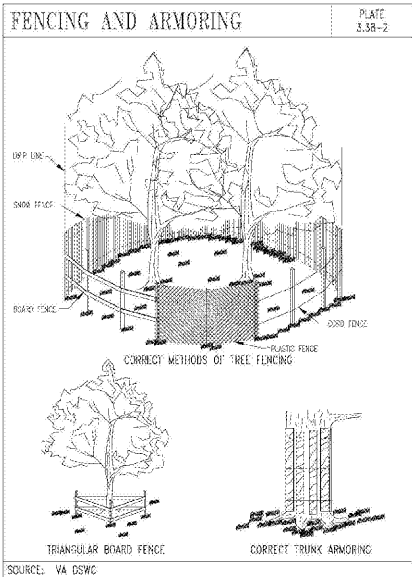 FENCING AND ARMORING
PLATE
3.38-2
DRIP LINE
SNOW FENCE
BOARD FENCE
CORD FENCE
PLASTIC FENCE
CORRECT METHODS OF TREE FENCING
TRIANGULAR BOARD FENCE
CORRECT TRUNK ARMORING
SOURCE: VA DSWC